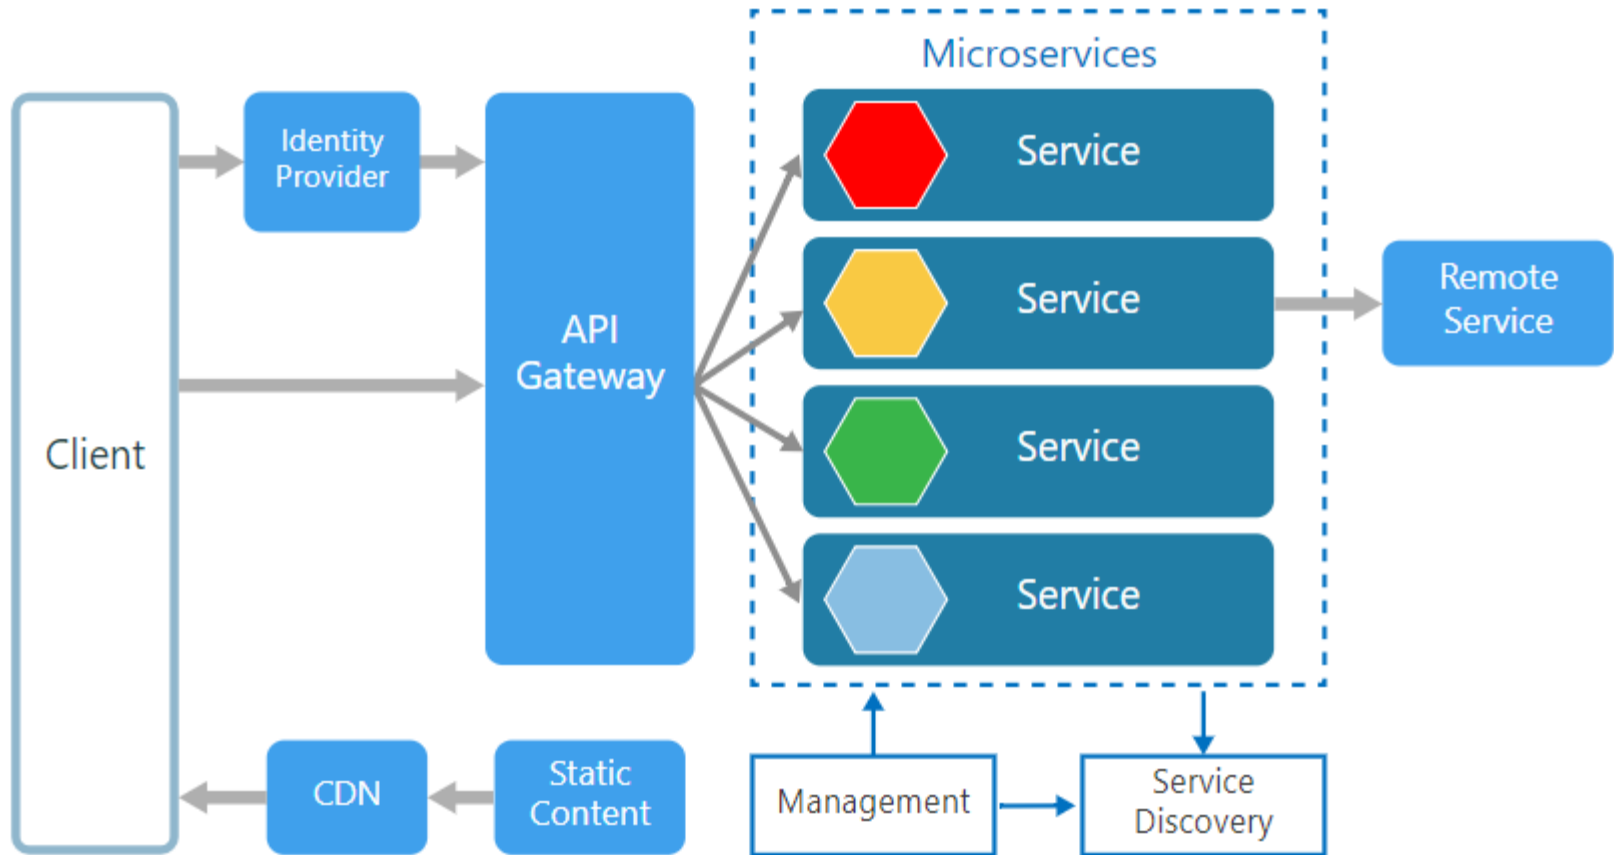 Microservices
Client
Identity
Provider
API
Gateway
Service
Service
Service
Service
Remote
Service
CDN
Static
Content
Management
Service
Discovery